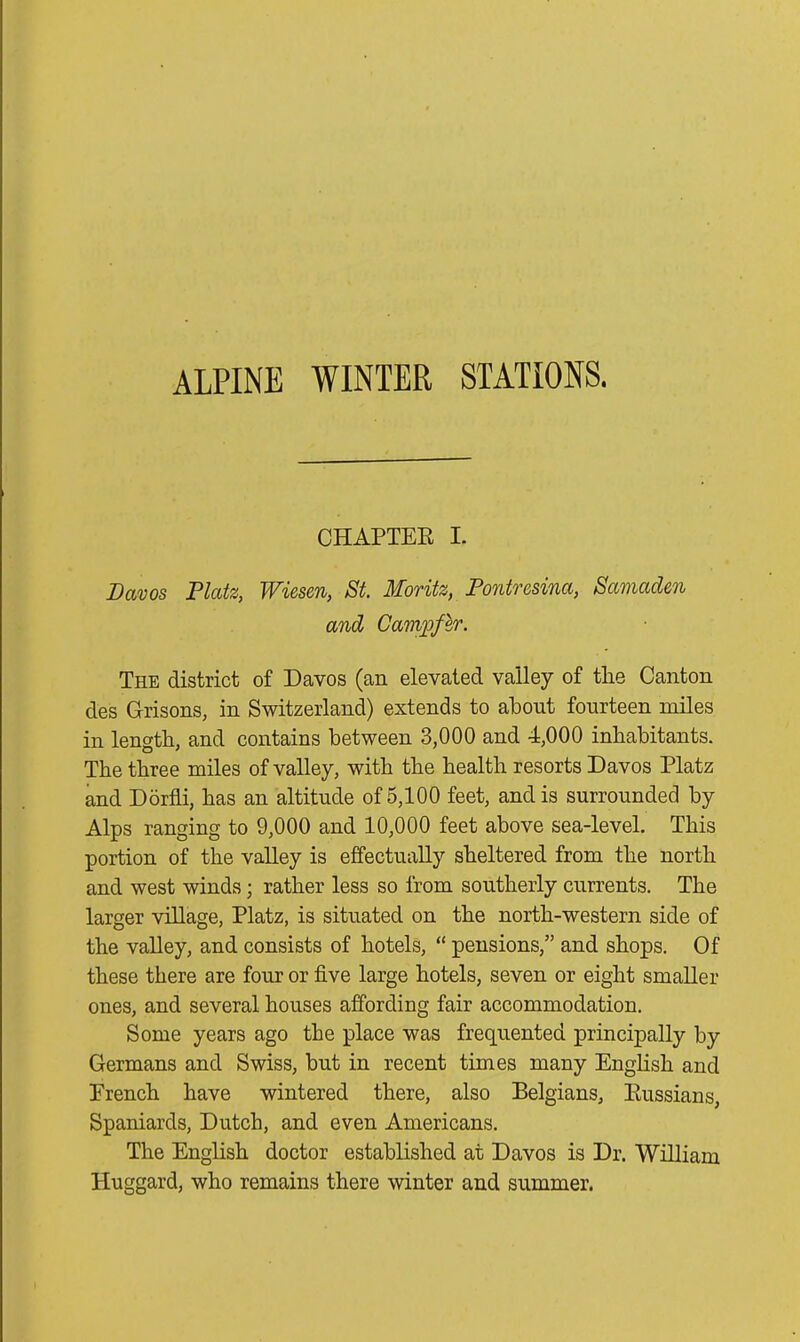 ALPINE WINTER STATIONS.
CHAPTER I.
Davos Platz, Wiesen, St. Moritz, Pontresina, Samaden
and Campfèr.
The district of Davos (an elevated valley of the Canton
des Grisons, in Switzerland) extends to about fourteen miles
in length, and contains between 3,000 and 4,000 inhabitants.
The three miles of valley, with the health resorts Davos Platz
and Dörfli, has an altitude of 5,100 feet, and is surrounded by
Alps ranging to 9,000 and 10,000 feet above sea-level. This
portion of the valley is effectually sheltered from the north
and west winds; rather less so from southerly currents. The
larger village, Platz, is situated on the north-western side of
the valley, and consists of hotels, “ pensions,” and shops. Of
these there are four or five large hotels, seven or eight smaller
ones, and several houses affording fair accommodation.
Some years ago the place was frequented principally by
Germans and Swiss, but in recent times many English and
French have wintered there, also Belgians, Russians,
Spaniards, Dutch, and even Americans.
The English doctor established at Davos is Dr. William
Huggard, who remains there winter and summer.